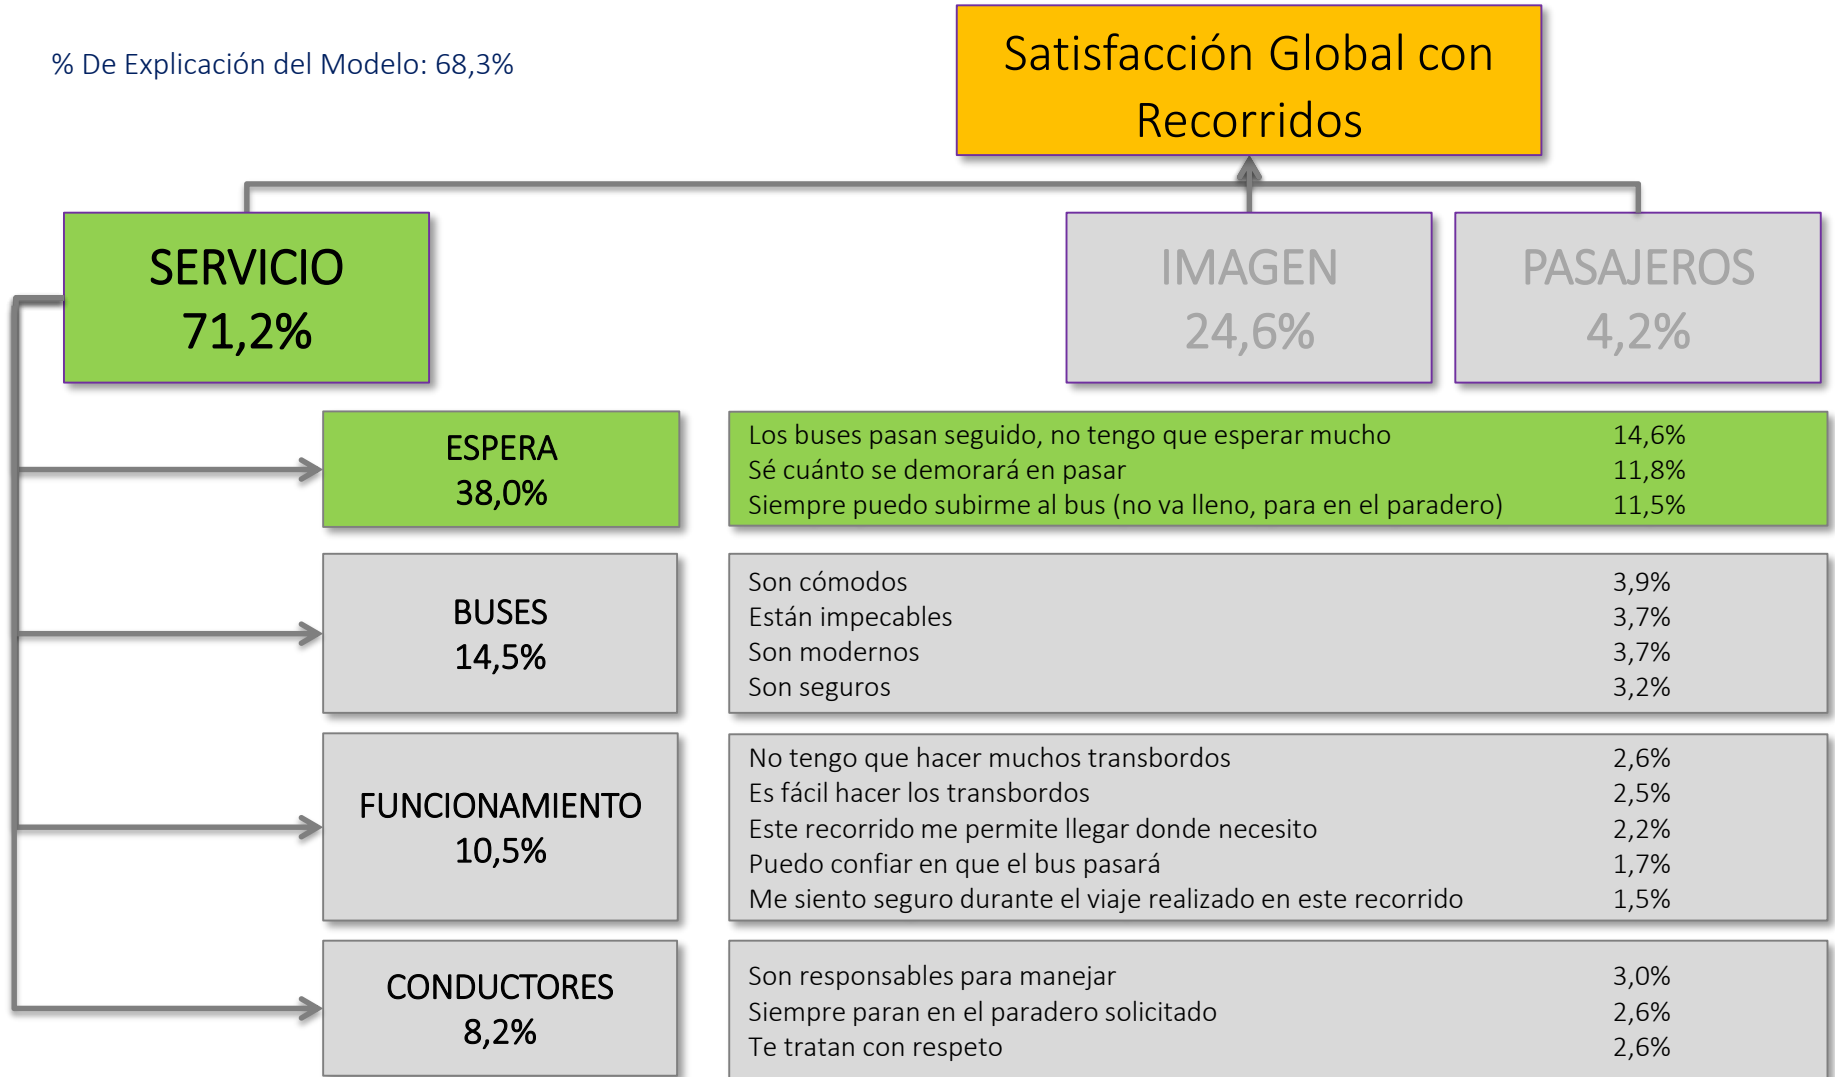 % De Explicación del Modelo: 68,3%
Satisfacción Global con
Recorridos
SERVICIO
71,2%
IMAGEN
24,6%
PASAJEROS
4,2%
ESPERA
38,0%
Los buses pasan seguido, no tengo que esperar mucho 14,6%
Sé cuánto se demorará en pasar 11,8%
Siempre puedo subirme al bus (no va lleno, para en el paradero) 11,5%
BUSES
14,5%
Son cómodos 3,9%
Están impecables 3,7%
Son modernos 3,7%
Son seguros 3,2%
FUNCIONAMIENTO
10,5%
No tengo que hacer muchos transbordos 2,6%
Es fácil hacer los transbordos 2,5%
Este recorrido me permite llegar donde necesito 2,2%
Puedo confiar en que el bus pasará 1,7%
Me siento seguro durante el viaje realizado en este recorrido 1,5%
CONDUCTORES
8,2%
Son responsables para manejar 3,0%
Siempre paran en el paradero solicitado 2,6%
Te tratan con respeto 2,6%